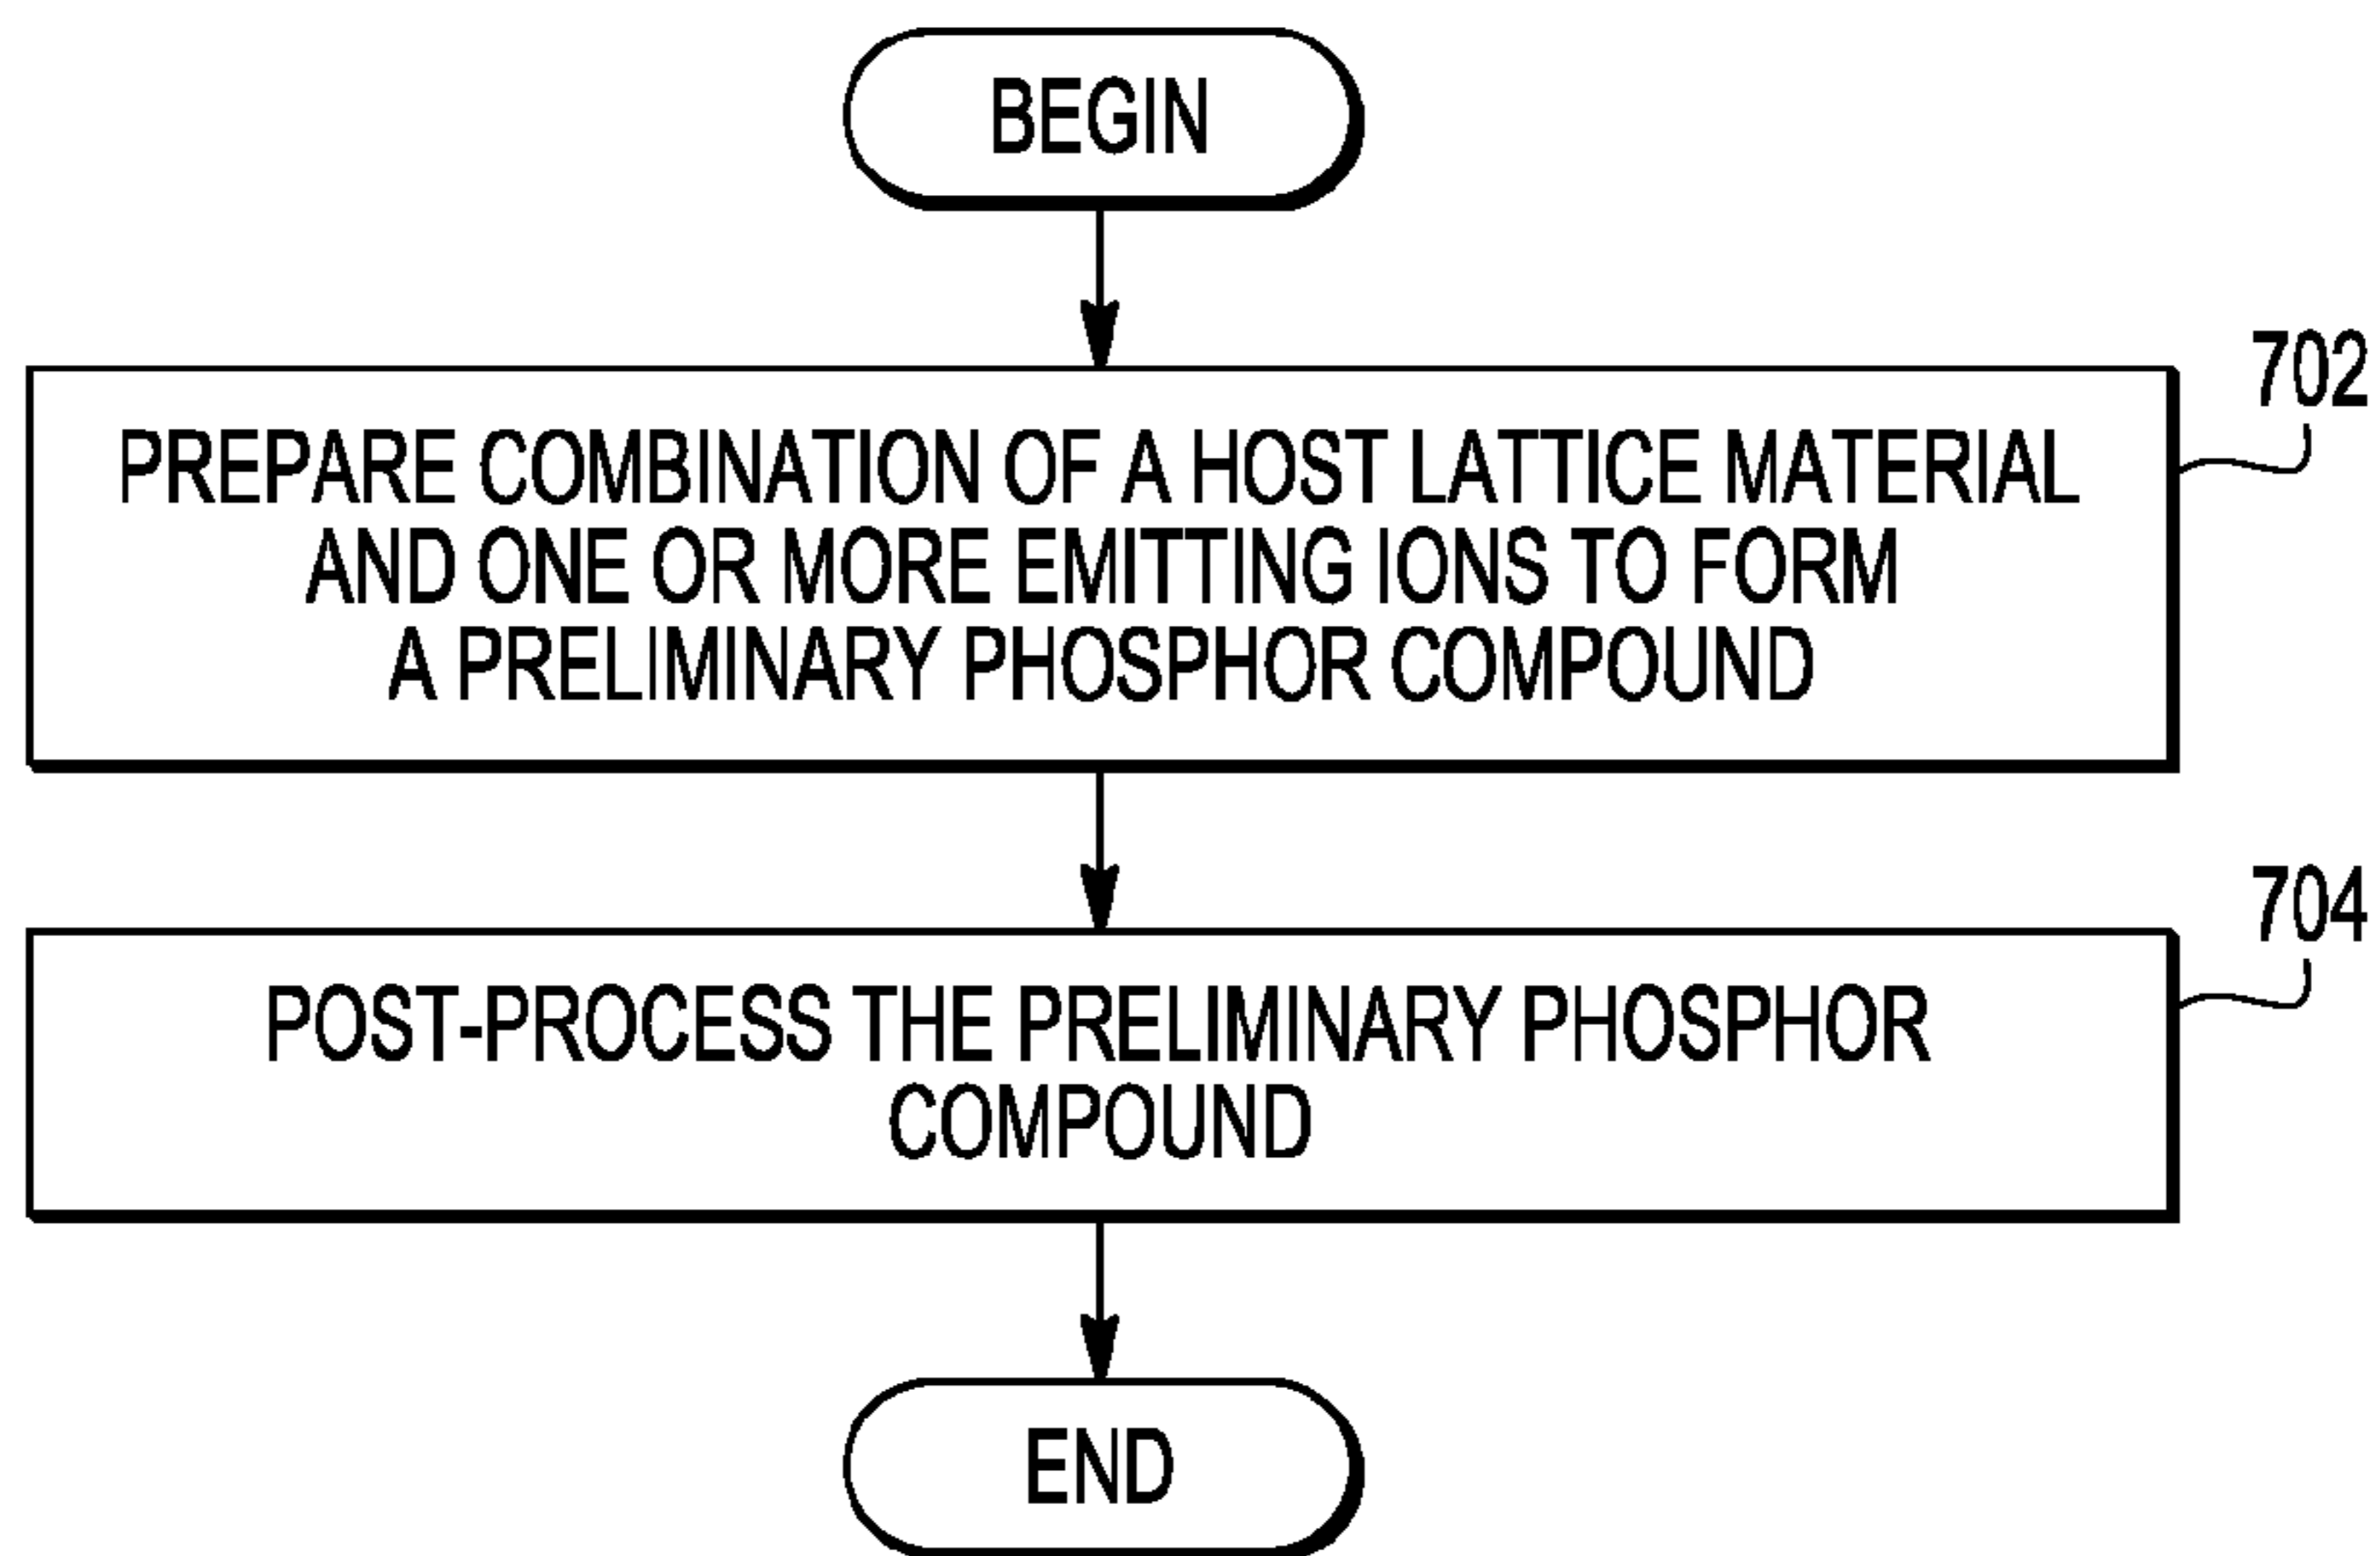 BEGIN
702
PREPARE COMBINATION OF A HOST LATTICE MATERIAL
AND ONE OR MORE EMITTING IONS TO FORM
A PRELIMINARY PHOSPHOR COMPOUND
704
POST-PROCESS THE PRELIMINARY PHOSPHOR
COMPOUND
END